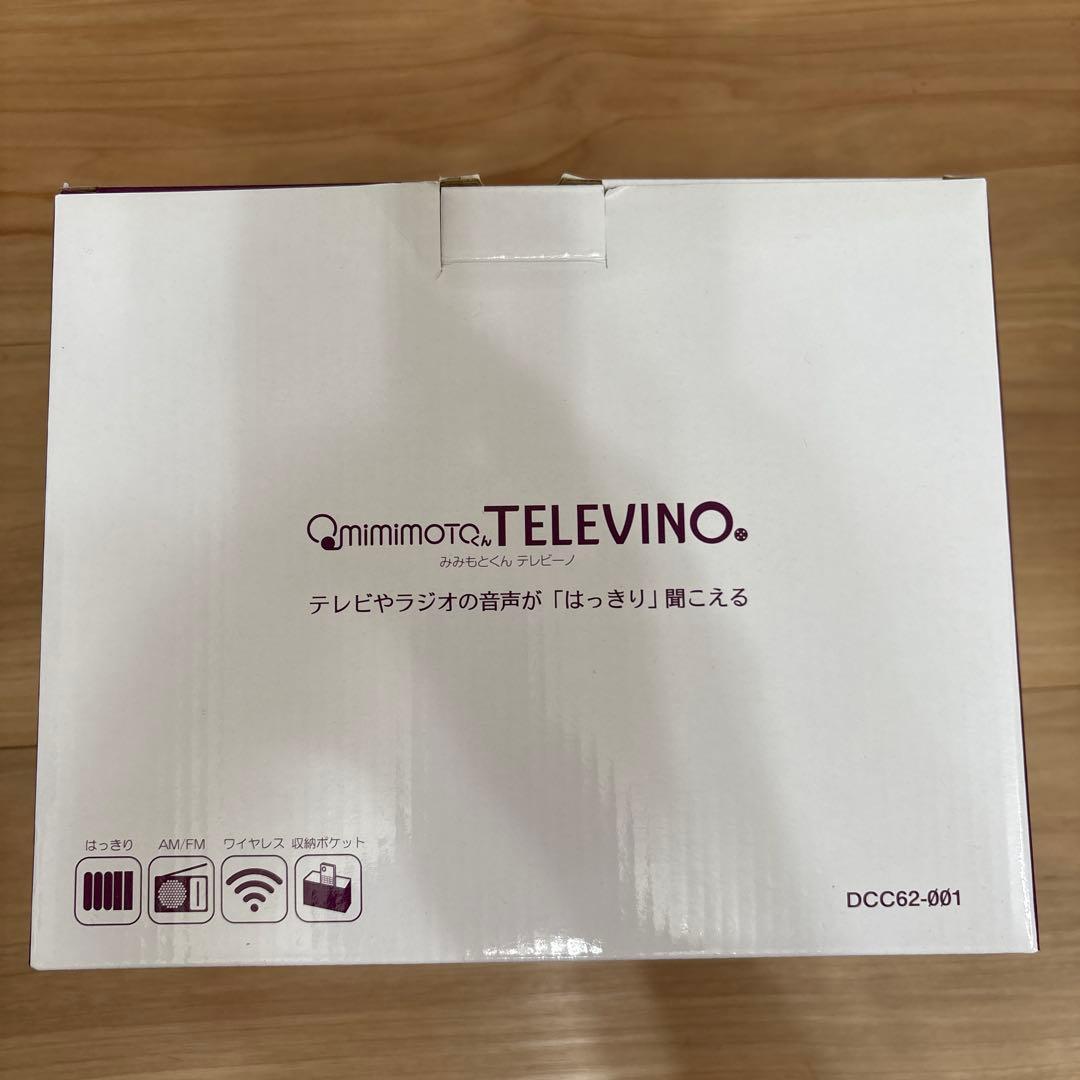 mimimotoくん TELEVINO
みみもとくん テレビーノ
テレビやラジオの音声が「はっきり」聞こえる
はっきり AM/FM ワイヤレス 収納ポケット
DCC62-001